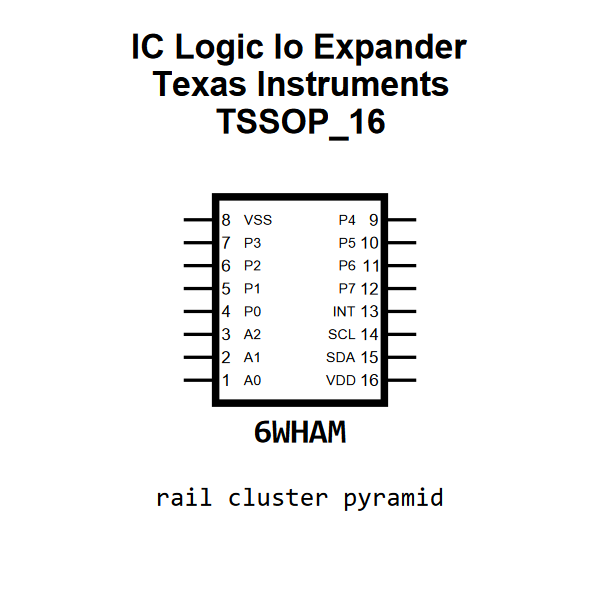 IC Logic Io Expander
Texas Instruments
TSSOP_16
8 VSS P4 9
7 P3 P5 10
6 P2 P6 11
5 P1 P7 12
4 P0 INT 13
3 A2 SCL 14
2 A1 SDA 15
1 A0 VDD 16
6WHAM
rail cluster pyramid